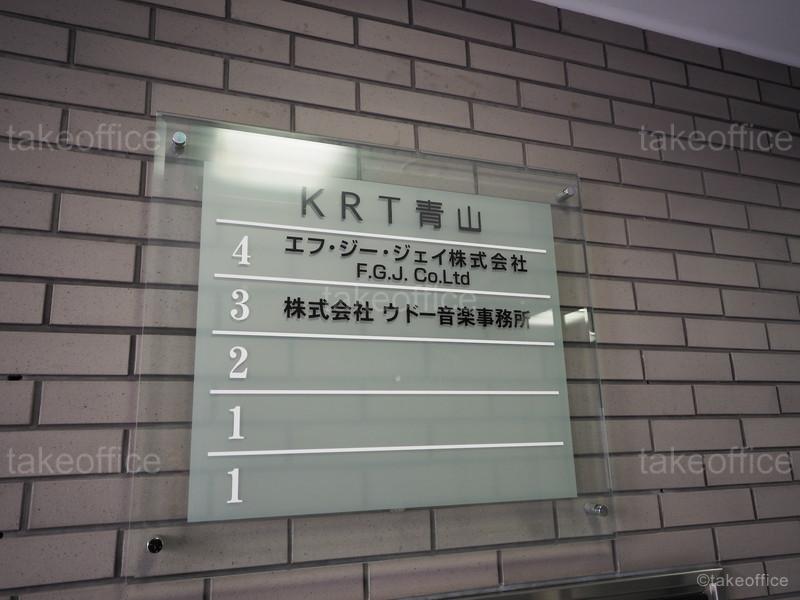 takeoffice takeoffice
KRT青山
4 エフ・ジー・ジェイ株式会社
F.G.J. Co.Ltd
takeoffice
3 株式会社 ウドー音楽事務所
2
1
takeoffice takeoffice
1
©takeoffice